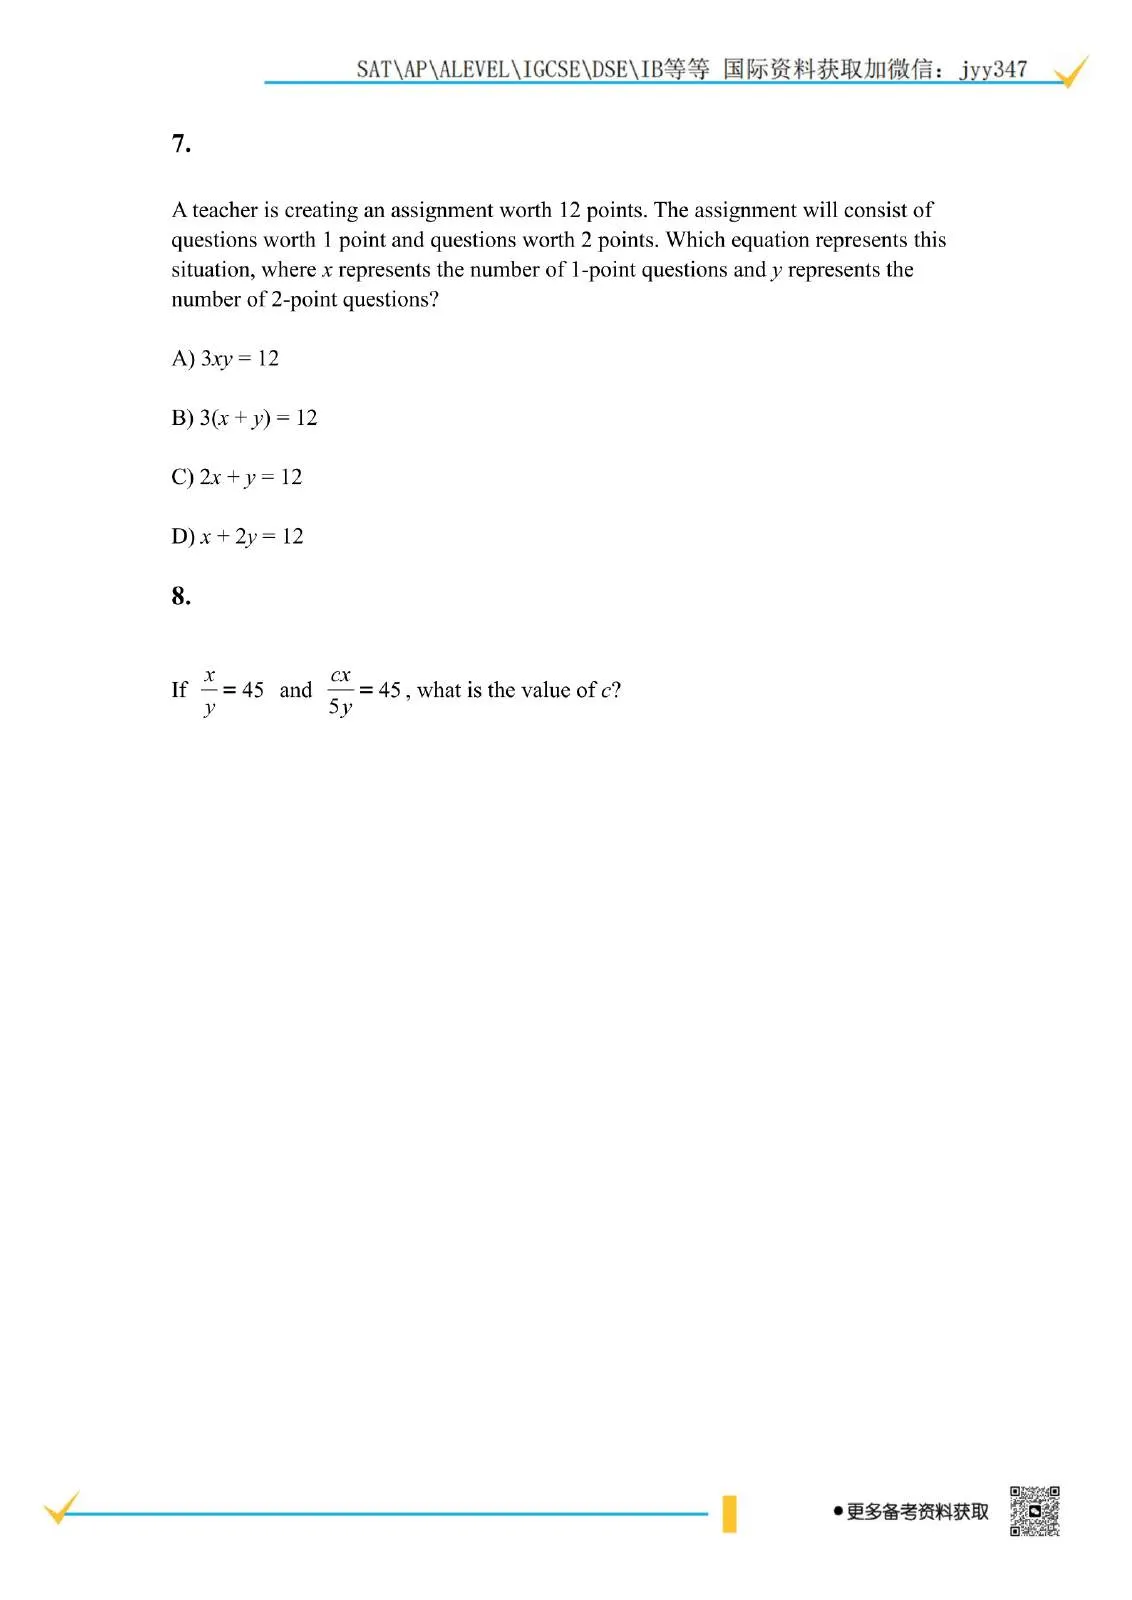 SAT\AP\ALEVEL\IGCSE\DSE\IB等等 国际资料获取加微信：jyy347
7.
A teacher is creating an assignment worth 12 points. The assignment will consist of
questions worth 1 point and questions worth 2 points. Which equation represents this
situation, where x represents the number of 1-point questions and y represents the
number of 2-point questions?
A) 3xy = 12
B) 3(x + y) = 12
C) 2x + y = 12
D) x + 2y = 12
8.
If x/y = 45 and cx/5y = 45 , what is the value of c?
●更多备考资料获取